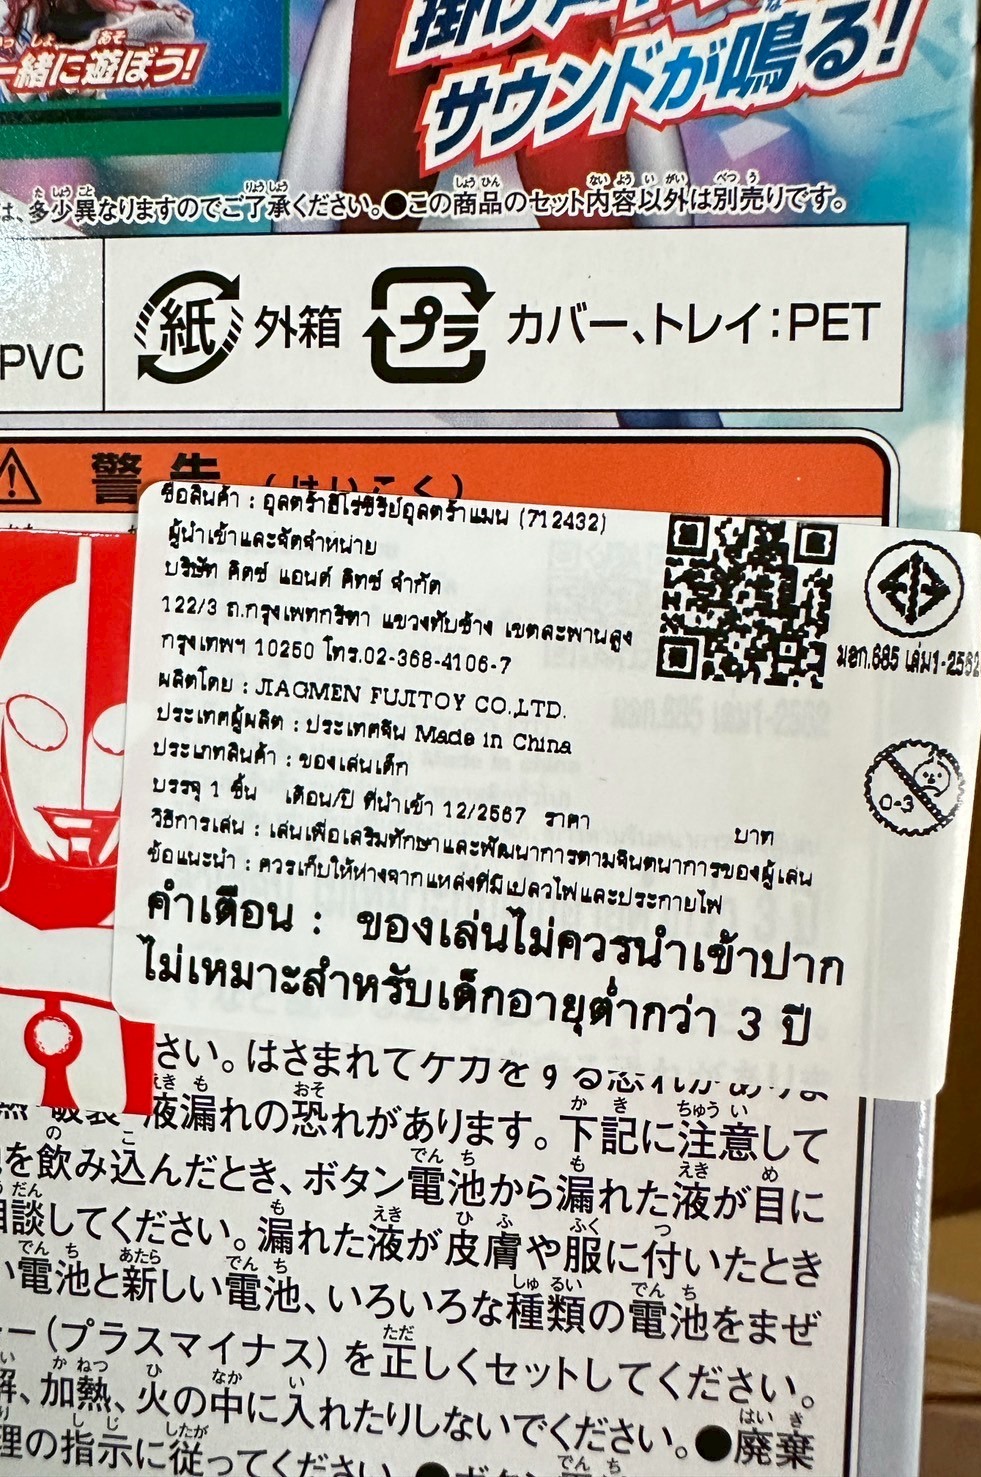 一緒に遊ぼう!
サウンドが鳴る!
は、多少異なりますのでご了承ください。●この商品のセット内容以外は別売りです。
PVC
紙 外箱 プラ カバー、トレイ:PET
警告
ชื่อสินค้า : อุลตร้าฮีโร่ซีรีย์อุลตร้าแมน (712432)
ผู้นำเข้าและจัดจำหน่าย
บริษัท คิดซ์ แอนด์ คิทซ์ จำกัด
122/3 ถ.กรุงเทพกรีฑา แขวงทับช้าง เขตสะพานสูง
กรุงเทพฯ 10250 โทร.02-368-4106-7
ผลิตโดย : JIAGMEN FUJITOY CO.,LTD.
ประเทศผู้ผลิต : ประเทศจีน Made in China
ประเภทสินค้า : ของเล่นเด็ก
บรรจุ 1 ชิ้น เดือน/ปี ที่นำเข้า 12/2567 ราคา บาท
วิธีการเล่น : เล่นเพื่อเสริมทักษาและพัฒนาการตามจินตนาการของผู้เล่น
ข้อแนะนำ : ควรเก็บให้ห่างจากแหล่งที่มีเปลวไฟและประกายไฟ
คำเตือน : ของเล่นไม่ควรนำเข้าปาก
ไม่เหมาะสำหรับเด็กอายุต่ำกว่า 3 ปี
มอก.685 เล่ม1-2562
0-3
さい。はさまれてケガをする恐れがあります
液漏れの恐れがあります。下記に注意して
を飲み込んだとき、ボタン電池から漏れた液が目に
相談してください。漏れた液が皮膚や服に付いたとき
い電池と新しい電池、いろいろな種類の電池をまぜ
ー(プラスマイナス)を正しくセットしてください。
解、加熱、火の中に入れたりしないでください。●廃棄
理の指示に従ってください。